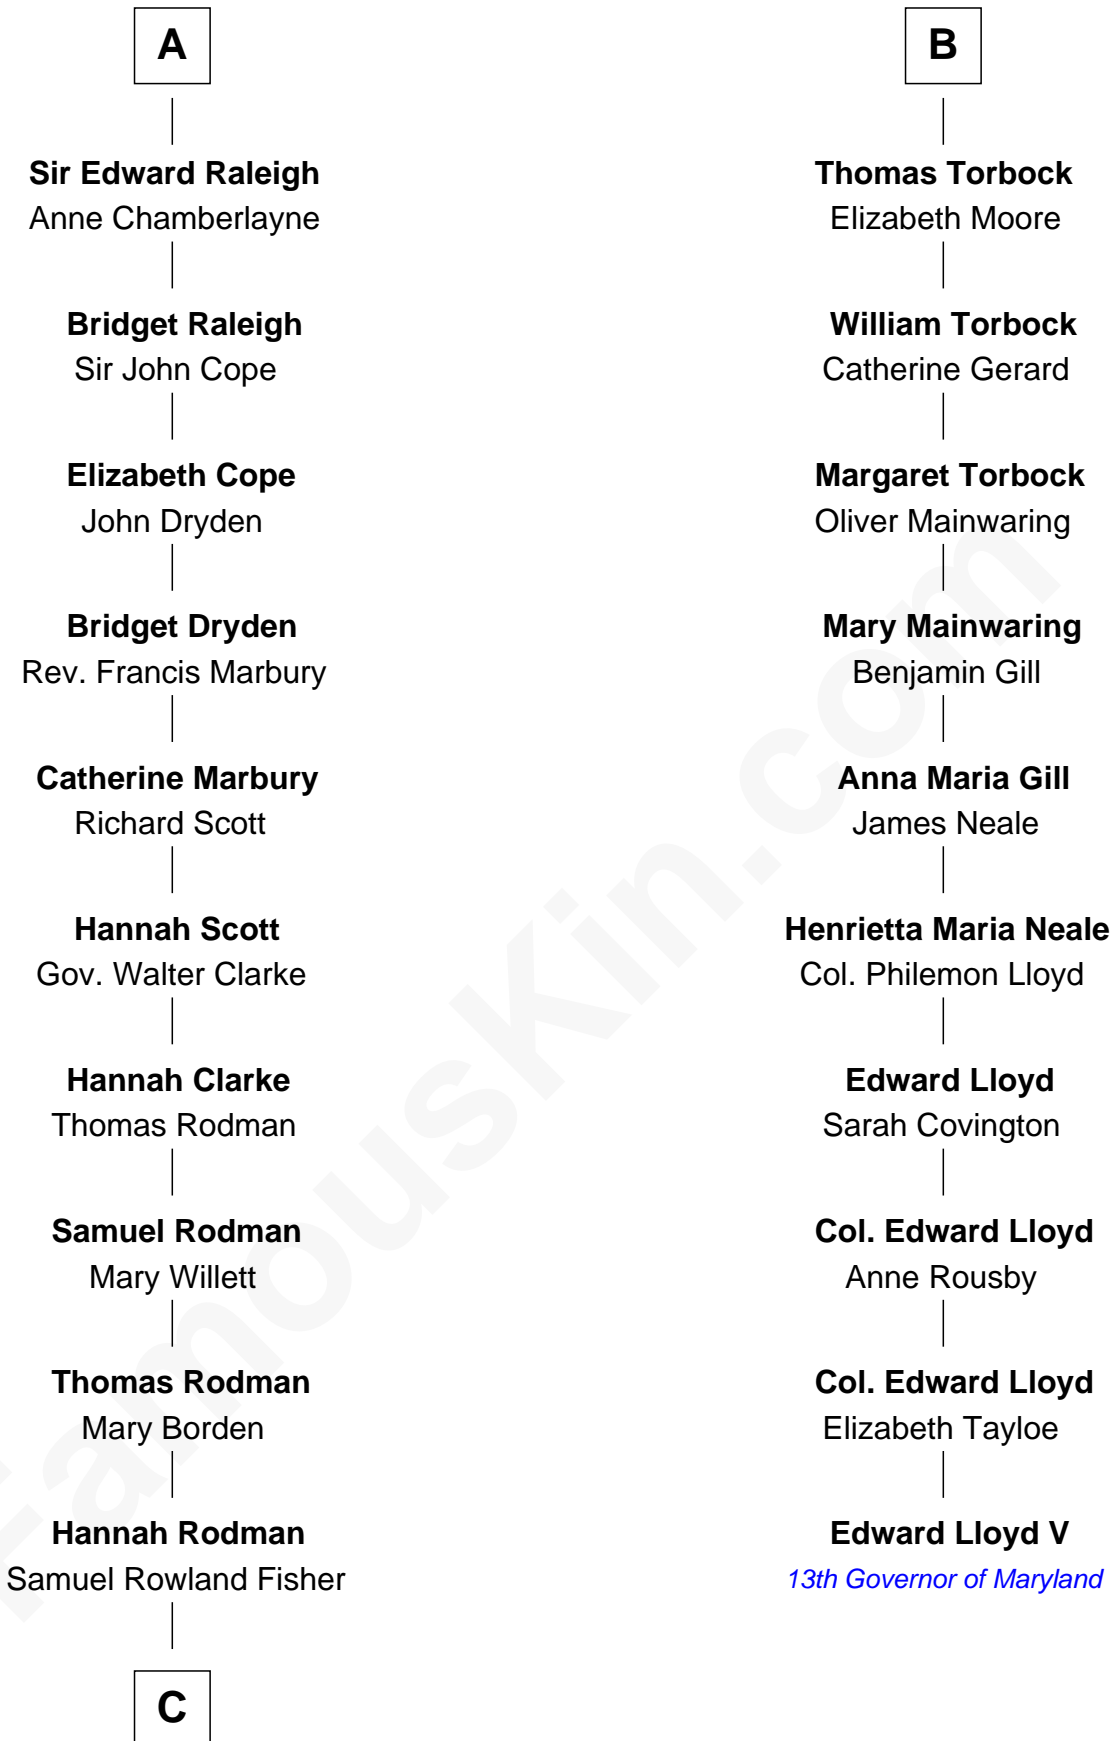 A
Sir Edward Raleigh
Anne Chamberlayne
Bridget Raleigh
Sir John Cope
Elizabeth Cope
John Dryden
Bridget Dryden
Rev. Francis Marbury
Catherine Marbury
Richard Scott
Hannah Scott
Gov. Walter Clarke
Hannah Clarke
Thomas Rodman
Samuel Rodman
Mary Willett
Thomas Rodman
Mary Borden
Hannah Rodman
Samuel Rowland Fisher
C
B
Thomas Torbock
Elizabeth Moore
William Torbock
Catherine Gerard
Margaret Torbock
Oliver Mainwaring
Mary Mainwaring
Benjamin Gill
Anna Maria Gill
James Neale
Henrietta Maria Neale
Col. Philemon Lloyd
Edward Lloyd
Sarah Covington
Col. Edward Lloyd
Anne Rousby
Col. Edward Lloyd
Elizabeth Tayloe
Edward Lloyd V
13th Governor of Maryland
FamousKin.com